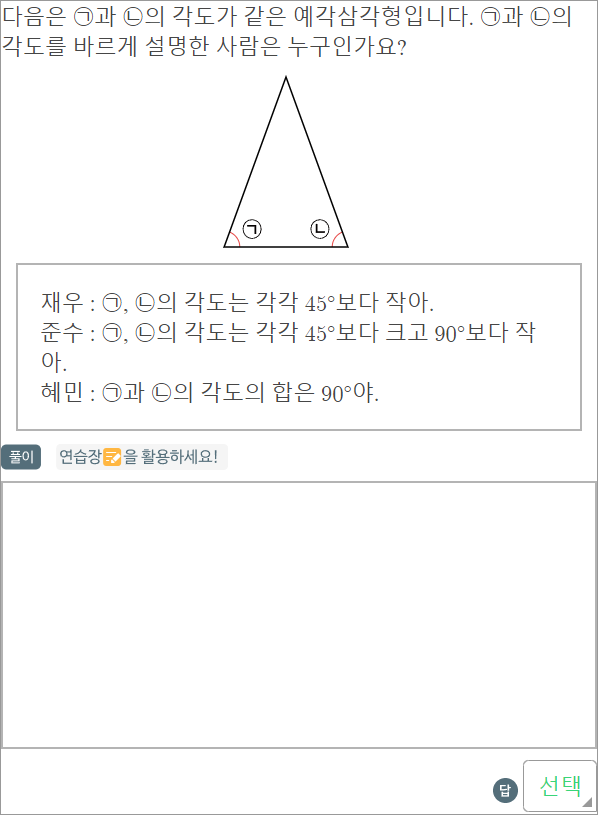 다음은 ㉠과 ㉡의 각도가 같은 예각삼각형입니다. ㉠과 ㉡의
각도를 바르게 설명한 사람은 누구인가요?
㉠ ㉡
재우 : ㉠, ㉡의 각도는 각각 45°보다 작아.
준수 : ㉠, ㉡의 각도는 각각 45°보다 크고 90°보다 작
아.
혜민 : ㉠과 ㉡의 각도의 합은 90°야.
풀이 연습장을 활용하세요!
답 선택